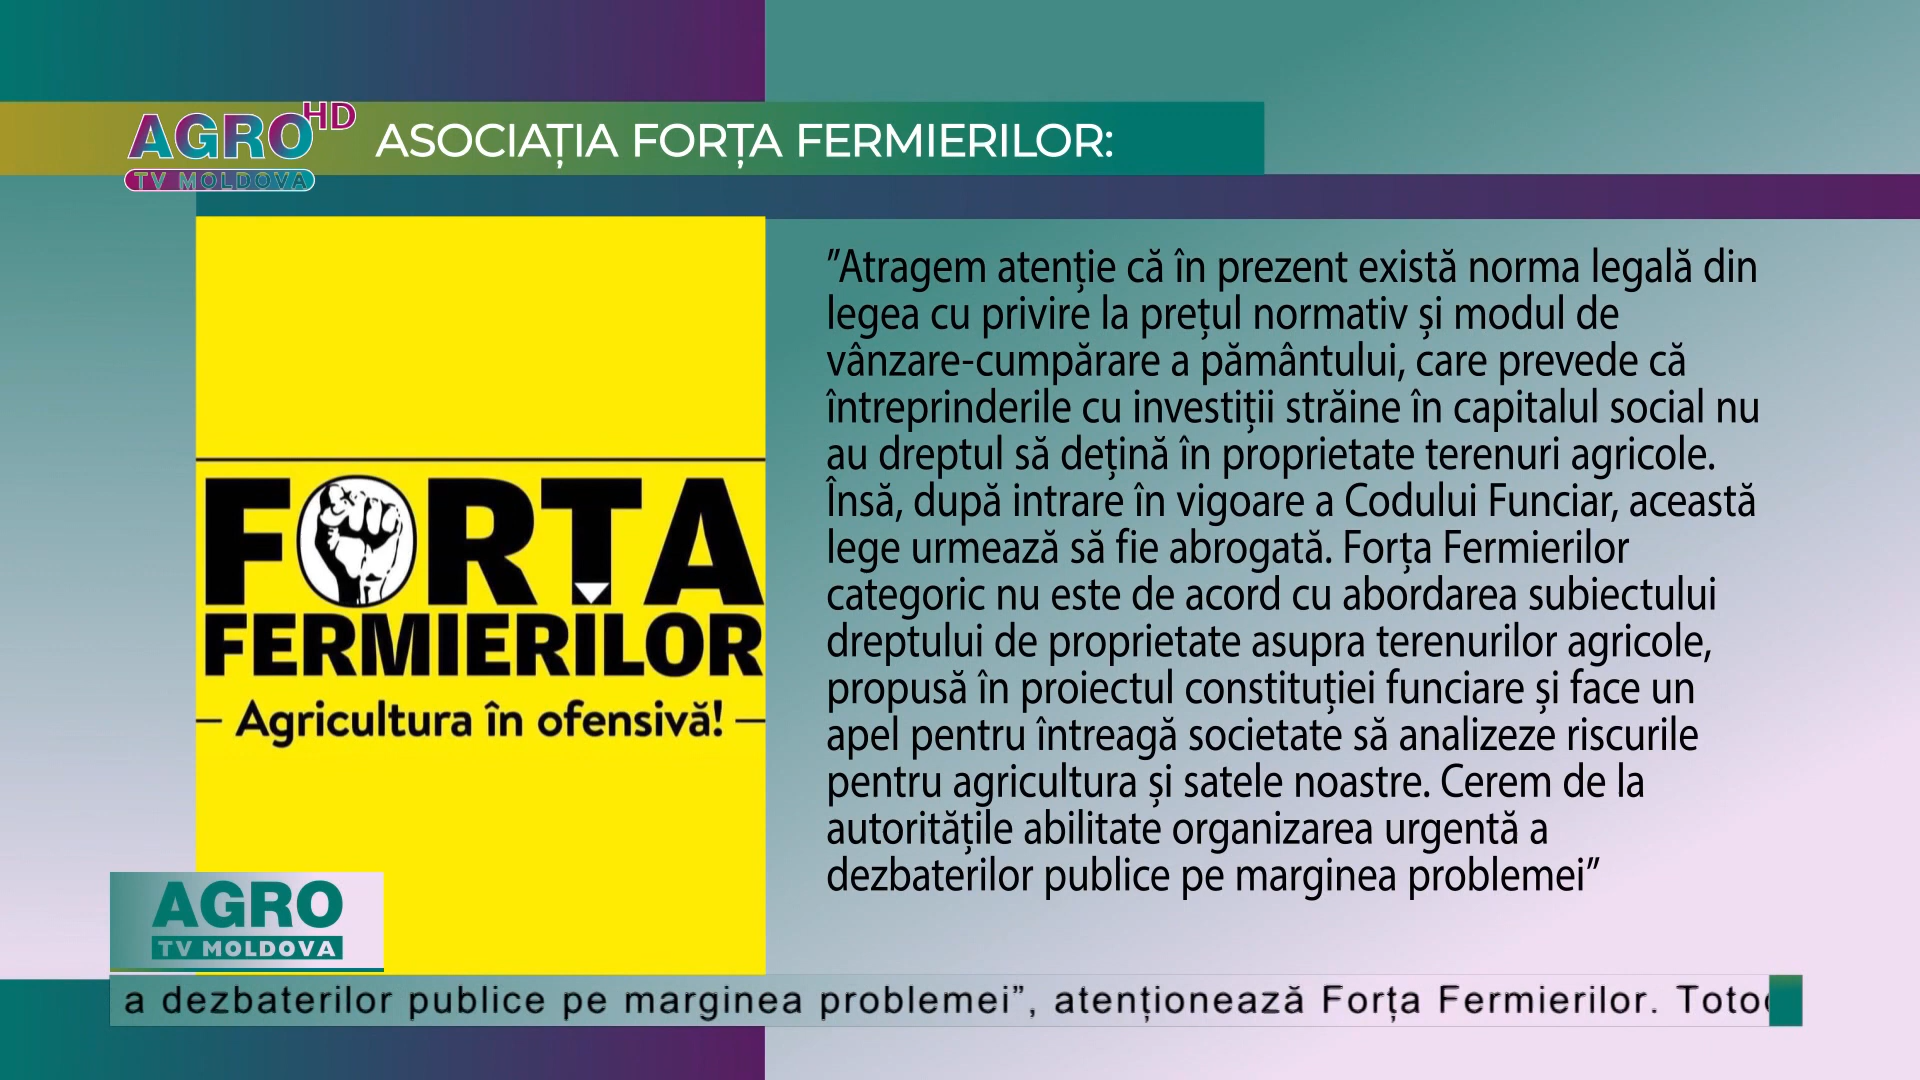 AGRO HD
TV MOLDOVA
ASOCIAȚIA FORȚA FERMIERILOR:
FORȚA
FERMIERILOR
– Agricultura în ofensivă! –
”Atragem atenție că în prezent există norma legală din
legea cu privire la prețul normativ și modul de
vânzare-cumpărare a pământului, care prevede că
întreprinderile cu investiții străine în capitalul social nu
au dreptul să dețină în proprietate terenuri agricole.
Însă, după intrare în vigoare a Codului Funciar, această
lege urmează să fie abrogată. Forța Fermierilor
categoric nu este de acord cu abordarea subiectului
dreptului de proprietate asupra terenurilor agricole,
propusă în proiectul constituției funciare și face un
apel pentru întreagă societate să analizeze riscurile
pentru agricultura și satele noastre. Cerem de la
autoritățile abilitate organizarea urgentă a
dezbaterilor publice pe marginea problemei”
AGRO
TV MOLDOVA
a dezbaterilor publice pe marginea problemei”, atenționează Forța Fermierilor.